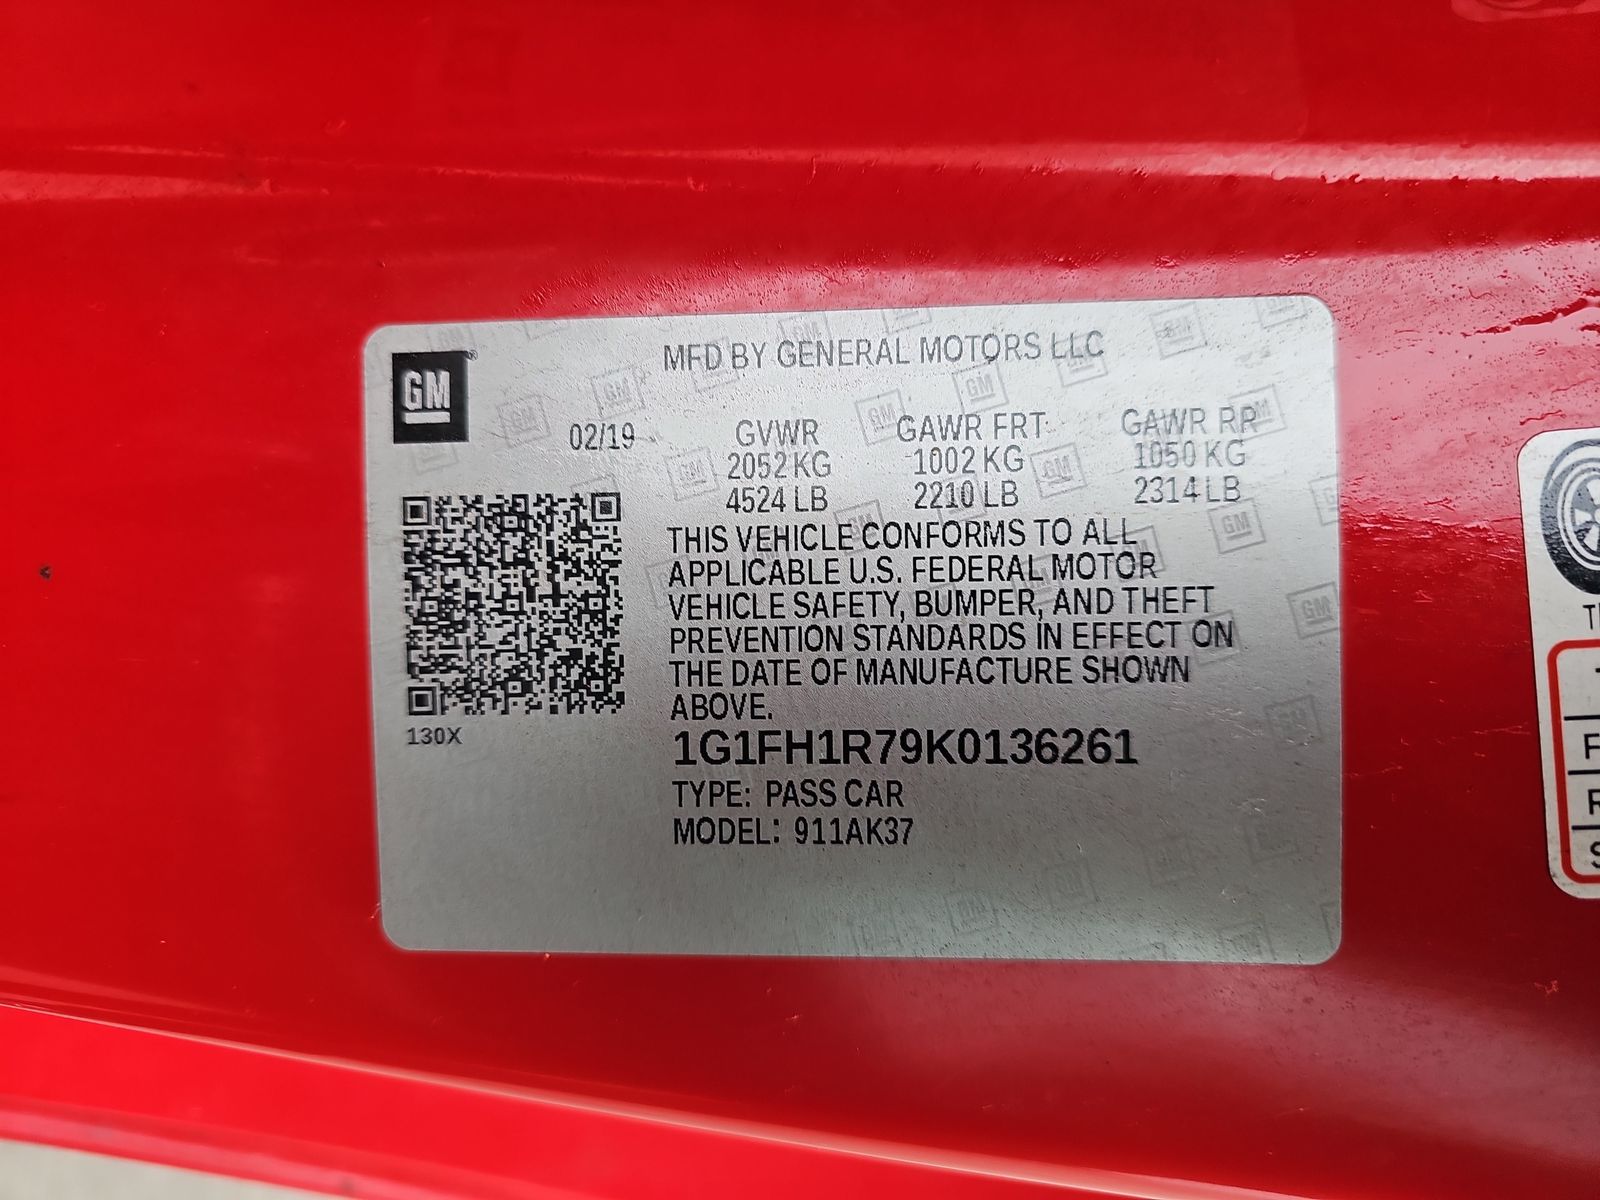 GM
MFD BY GENERAL MOTORS LLC
02/19 GVWR GAWR FRT GAWR RR
2052 KG 1002 KG 1050 KG
4524 LB 2210 LB 2314 LB
THIS VEHICLE CONFORMS TO ALL
APPLICABLE U.S. FEDERAL MOTOR
VEHICLE SAFETY, BUMPER, AND THEFT
PREVENTION STANDARDS IN EFFECT ON
THE DATE OF MANUFACTURE SHOWN
ABOVE.
130X
1G1FH1R79K0136261
TYPE: PASS CAR
MODEL: 911AK37